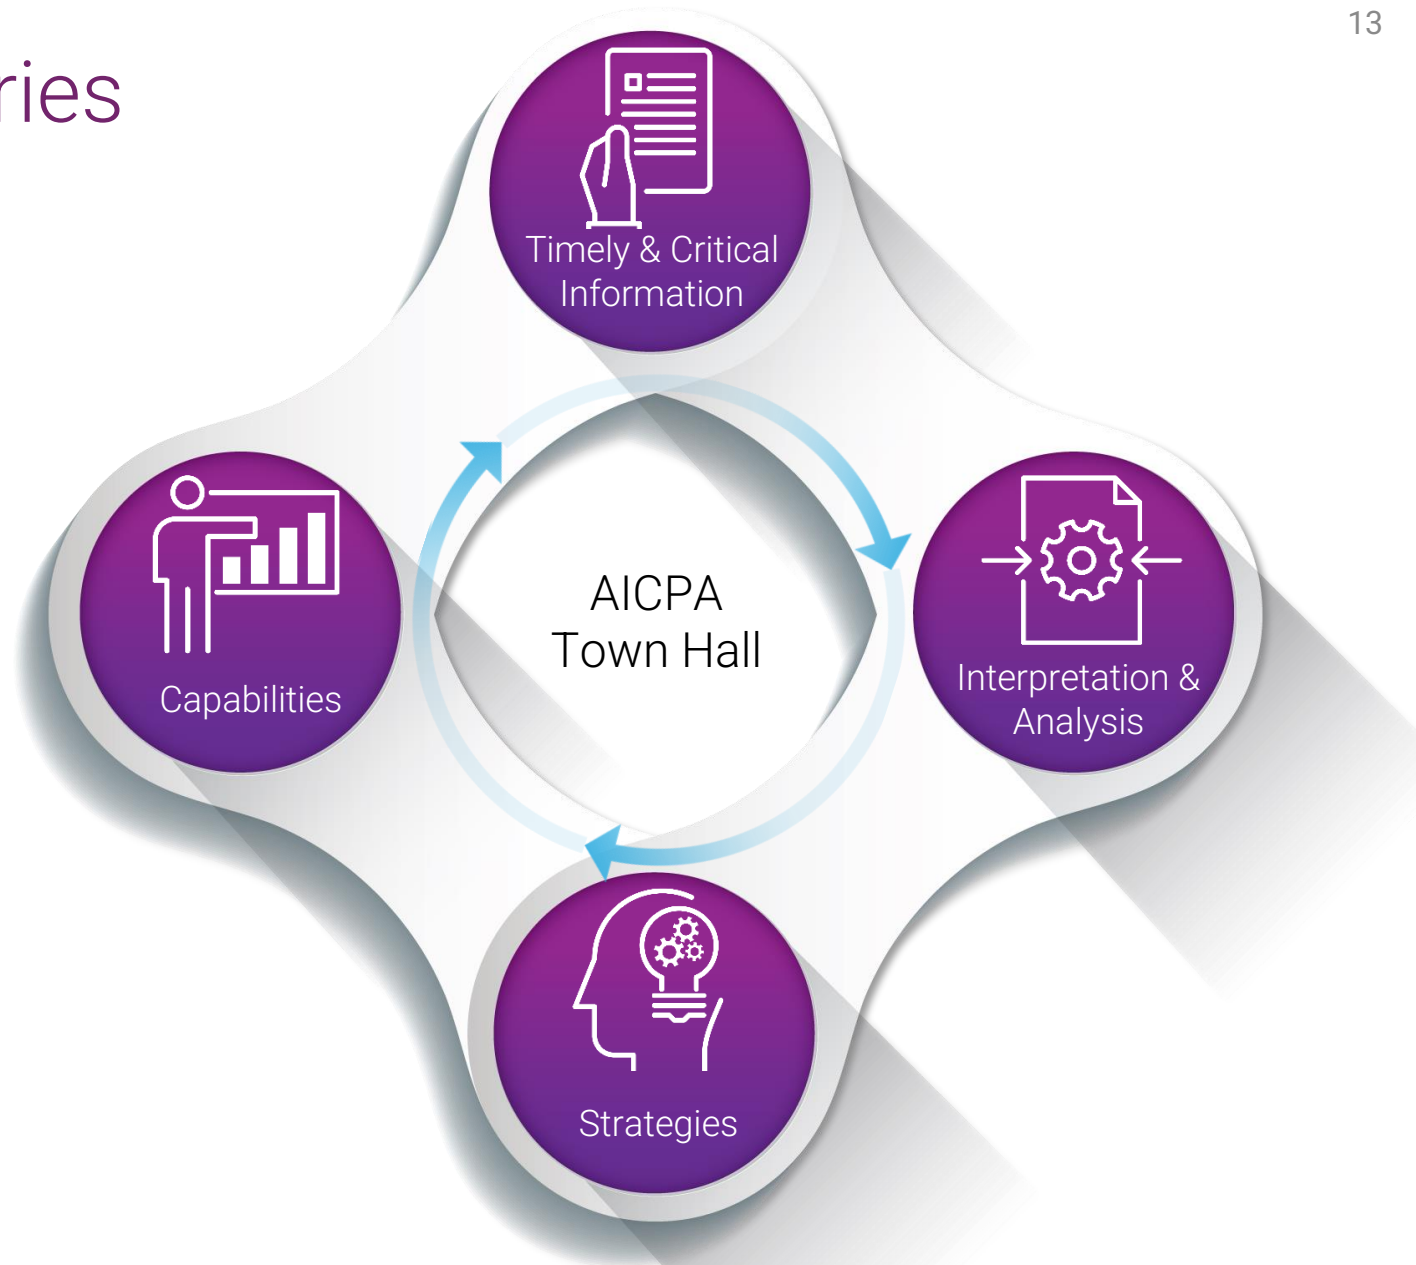 13
ries
Timely & Critical
Information
Capabilities
AICPA
Town Hall
Interpretation &
Analysis
Strategies